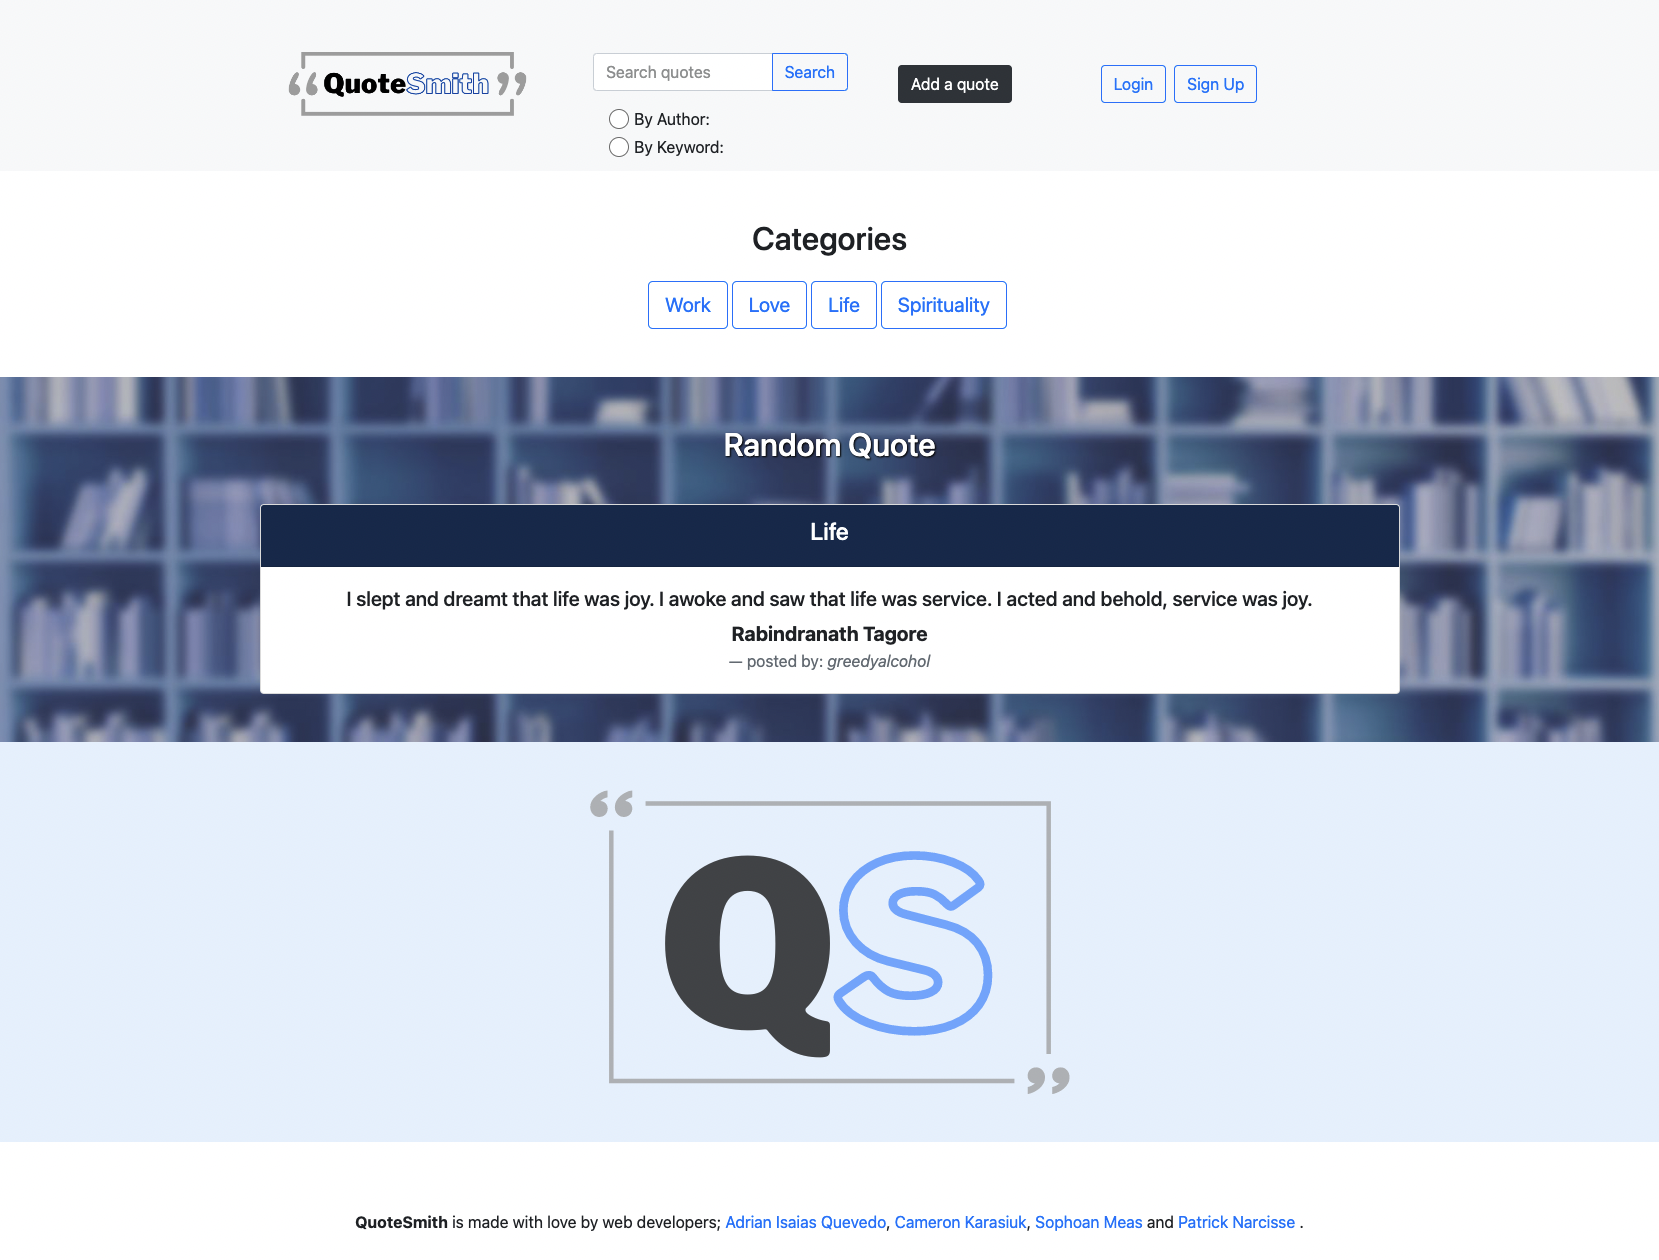 “QuoteSmith”
Search quotes
Search
By Author:
By Keyword:
Add a quote
Login
Sign Up
Categories
Work
Love
Life
Spirituality
Random Quote
Life
I slept and dreamt that life was joy. I awoke and saw that life was service. I acted and behold, service was joy.
Rabindranath Tagore
— posted by: greedyalcohol
“QS”
QuoteSmith is made with love by web developers; Adrian Isaias Quevedo, Cameron Karasiuk, Sophoan Meas and Patrick Narcisse .